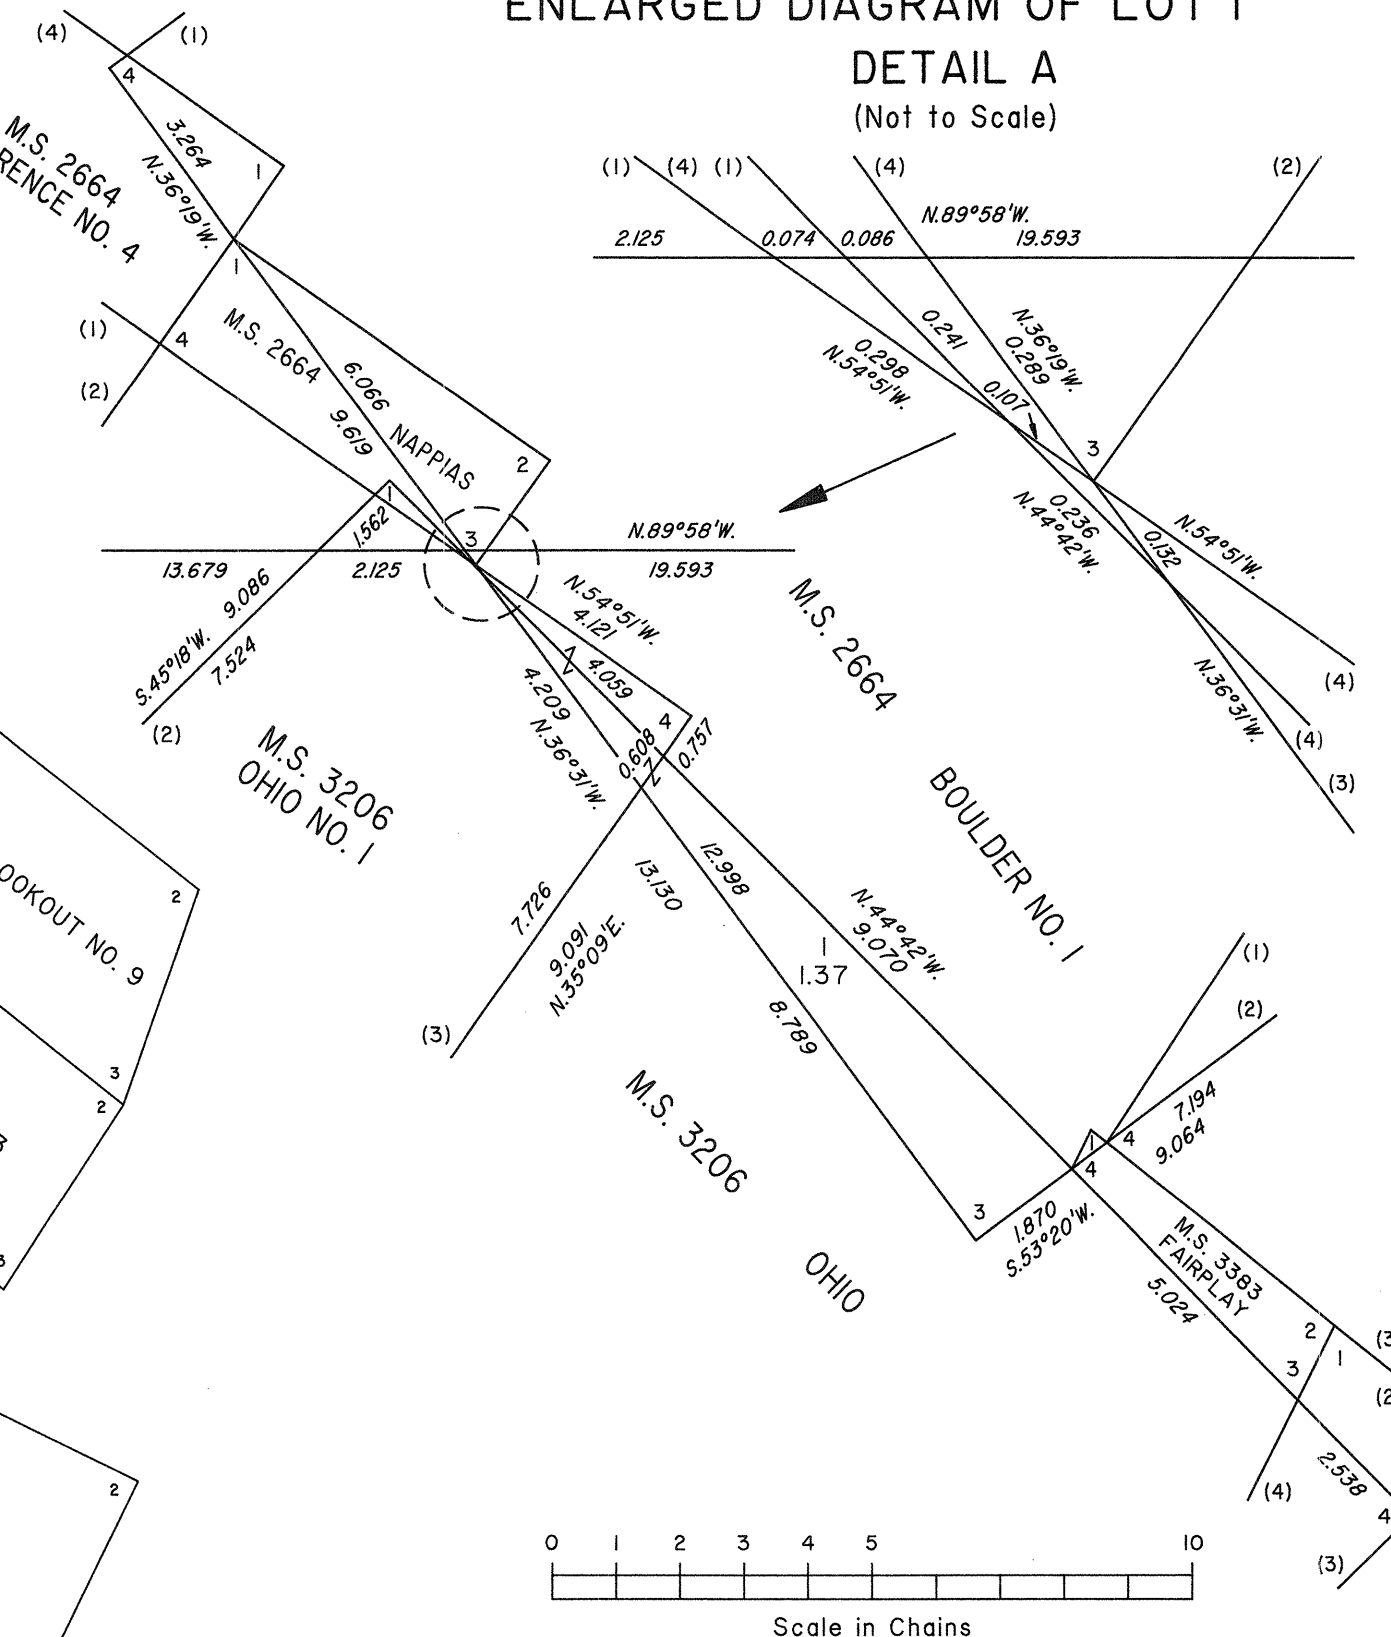 ENLARGED DIAGRAM OF LOT 1
DETAIL A
(Not to Scale)
(4)
(1)
4
3.264
N.36°19'W.
1
M.S. 2664
RENCE NO. 4
1
(1)
4
(2)
M.S. 2664
NAPPIAS
6.066
9.619
2
1
1.562
3
N.89°58'W.
13.679
2.125
19.593
S.45°18'W.
9.086
7.524
(2)
N.54°51'W.
4.121
4.059
4.209
N.36°31'W.
4
0.608
0.757
(1)
(4)
(1)
(4)
(2)
N.89°58'W.
2.125
0.074
0.086
19.593
0.241
0.298
N.54°51'W.
N.36°19'W.
0.289
0.107
3
0.236
N.44°42'W.
0.132
N.54°51'W.
N.36°31'W.
(4)
(4)
(3)
M.S. 3206
OHIO NO. 1
M.S. 2664
BOULDER NO. 1
2
OOKOUT NO. 9
3
2
3
3
2
7.726
9.091
N.35°09'E.
(3)
13.130
12.998
N.44°42'W.
9.070
1
1.37
8.789
M.S. 3206
OHIO
3
1.870
S.53°20'W.
(1)
(2)
7.194
9.064
1
4
4
M.S. 3383
FAIRPLAY
5.024
2
1
3
(3
(2
(4)
2.538
4
(3)
0 1 2 3 4 5 10
Scale in Chains